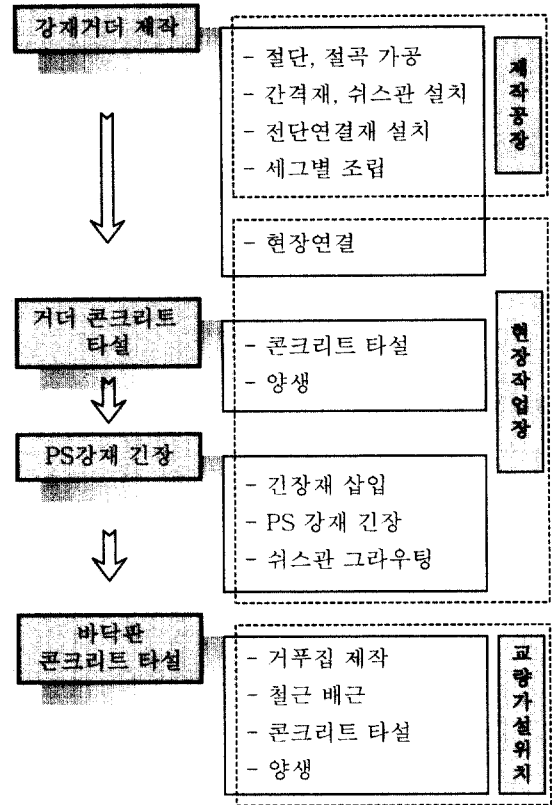 강재거더 제작
- 절단, 절곡 가공
- 간격재, 쉬스관 설치
- 전단연결재 설치
- 세그별 조립
제작공장
- 현장연결
거더 콘크리트
타설
- 콘크리트 타설
- 양생
현장작업장
PS강재 긴장
- 긴장재 삽입
- PS 강재 긴장
- 쉬스관 그라우팅
바닥판
콘크리트 타설
- 거푸집 제작
- 철근 배근
- 콘크리트 타설
- 양생
교량가설위치